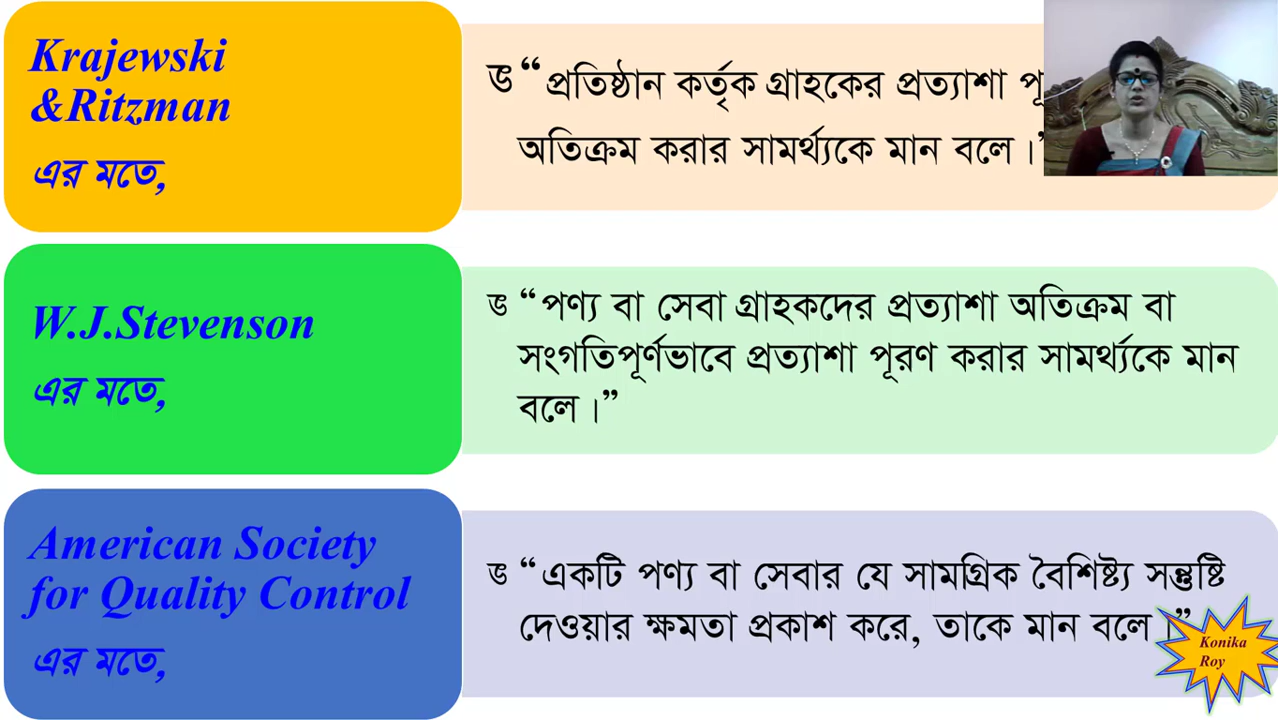 Krajewski
&Ritzman
এর মতে,
ভ “প্রতিষ্ঠান কর্তৃক গ্রাহকের প্রত্যাশা
অতিক্রম করার সামর্থ্যকে মান বলে।”
W.J.Stevenson
এর মতে,
ভ “পণ্য বা সেবা গ্রাহকদের প্রত্যাশা অতিক্রম বা
সংগতিপূর্ণভাবে প্রত্যাশা পূরণ করার সামর্থ্যকে মান
বলে।”
American Society
for Quality Control
এর মতে,
ভ “একটি পণ্য বা সেবার যে সামগ্রিক বৈশিষ্ট্য সন্তুষ্টি
দেওয়ার ক্ষমতা প্রকাশ করে, তাকে মান বলে।”
Konika
Roy